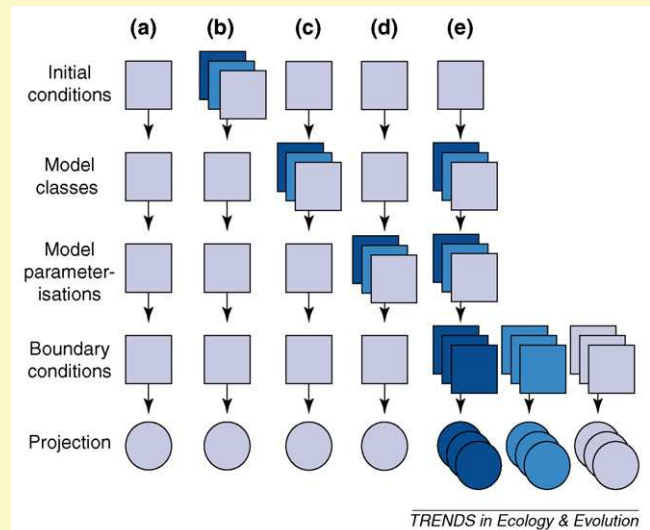 (a) (b) (c) (d) (e)
Initial
conditions
Model
classes
Model
parameter-
isations
Boundary
conditions
Projection
TRENDS in Ecology & Evolution